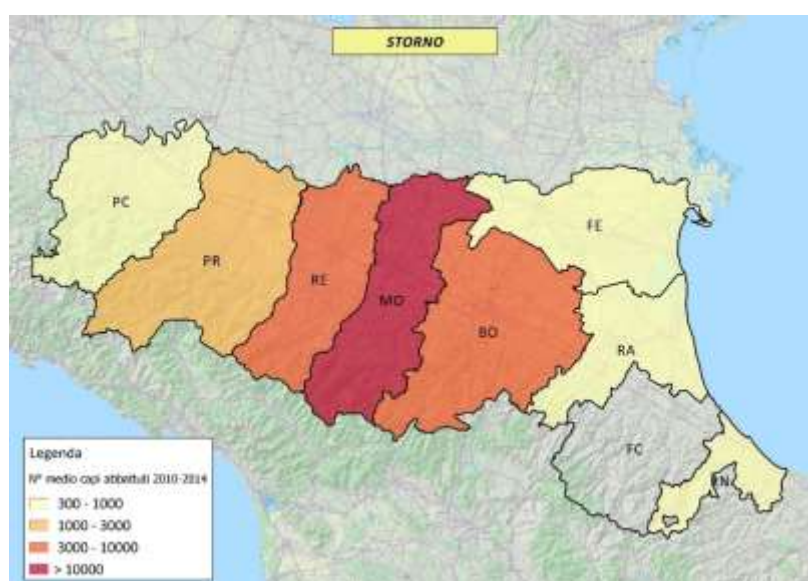 STORNO
PC
PR
RE
MO
BO
FE
RA
FC
RN
Legenda
N° medio capi abbattuti 2010-2014
300 - 1000
1000 - 3000
3000 - 10000
> 10000